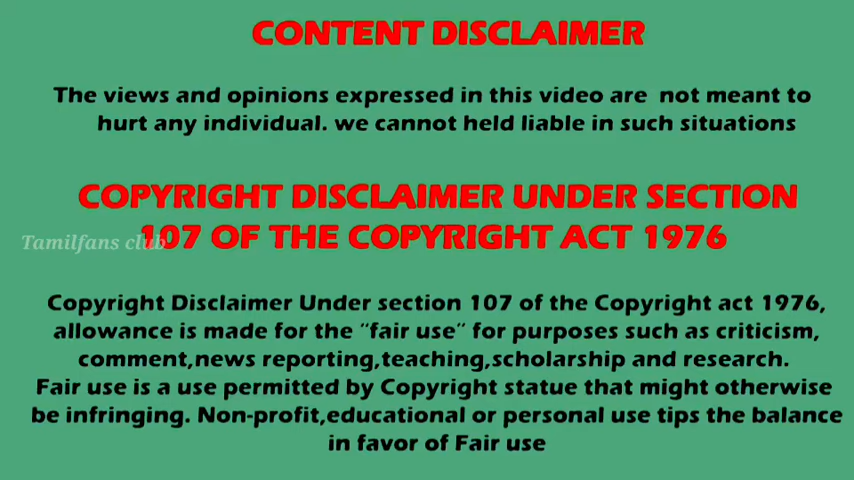 CONTENT DISCLAIMER
The views and opinions expressed in this video are not meant to
hurt any individual. we cannot held liable in such situations
COPYRIGHT DISCLAIMER UNDER SECTION
107 OF THE COPYRIGHT ACT 1976
Tamilfans club
Copyright Disclaimer Under section 107 of the Copyright act 1976,
allowance is made for the "fair use" for purposes such as criticism,
comment,news reporting,teaching,scholarship and research.
Fair use is a use permitted by Copyright statue that might otherwise
be infringing. Non-profit,educational or personal use tips the balance
in favor of Fair use